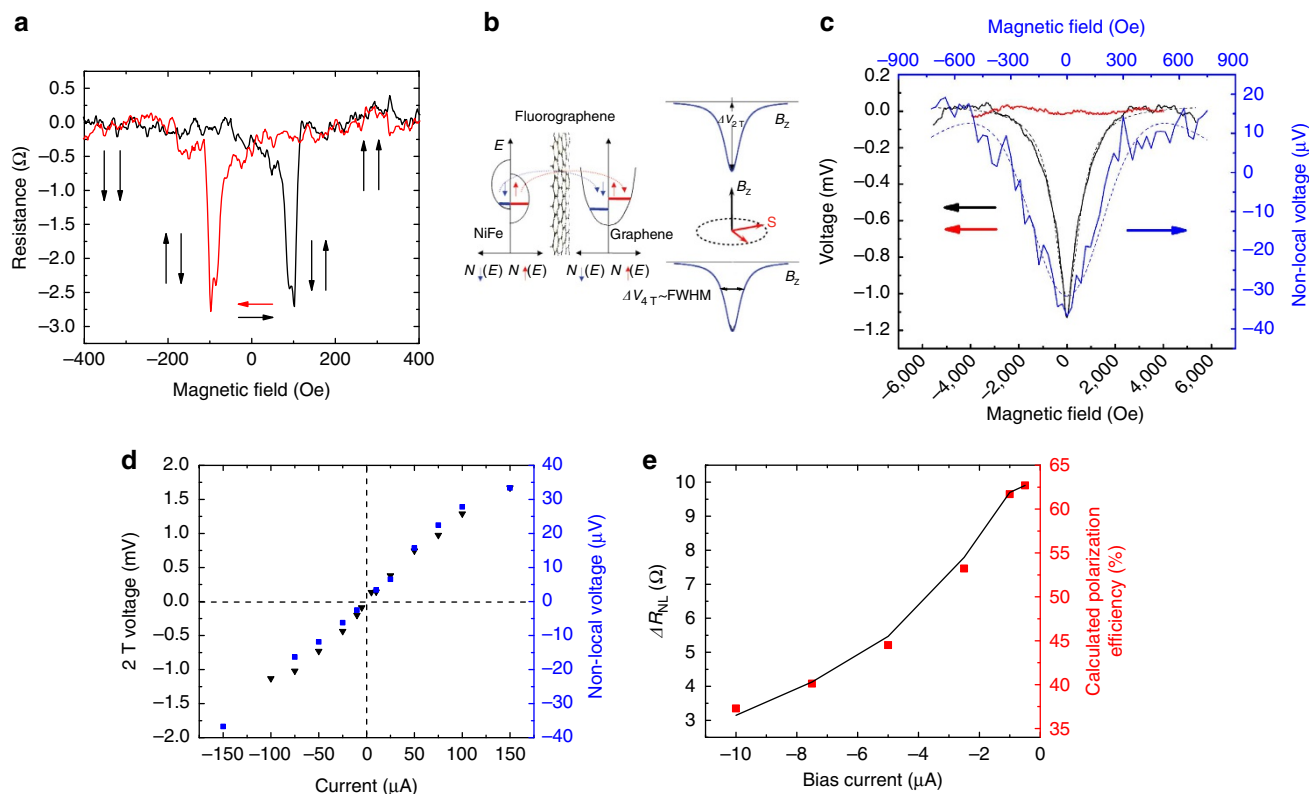 a
0.5
0.0
–0.5
–1.0
–1.5
–2.0
–2.5
–3.0
Resistance (Ω)
–400
–200
0
200
400
Magnetic field (Oe)
b
Fluorographene
E
NiFe
Graphene
N↓(E) N↑(E)
N↓(E) N↑(E)
ΔV2T
Bz
Bz
S
Bz
ΔV4T~FWHM
c
Magnetic field (Oe)
–900
–600
–300
0
300
600
900
0.2
0.0
–0.2
–0.4
–0.6
–0.8
–1.0
–1.2
Voltage (mV)
20
10
0
–10
–20
–30
–40
Non-local voltage (μV)
–6,000
–4,000
–2,000
0
2,000
4,000
6,000
Magnetic field (Oe)
d
2.0
1.5
1.0
0.5
0.0
–0.5
–1.0
–1.5
–2.0
2 T voltage (mV)
40
30
20
10
0
–10
–20
–30
–40
Non-local voltage (μV)
–150
–100
–50
0
50
100
150
Current (μA)
e
10
9
8
7
6
5
4
3
ΔRNL (Ω)
65
60
55
50
45
40
35
Calculated polarization
efficiency (%)
–10
–8
–6
–4
–2
0
Bias current (μA)